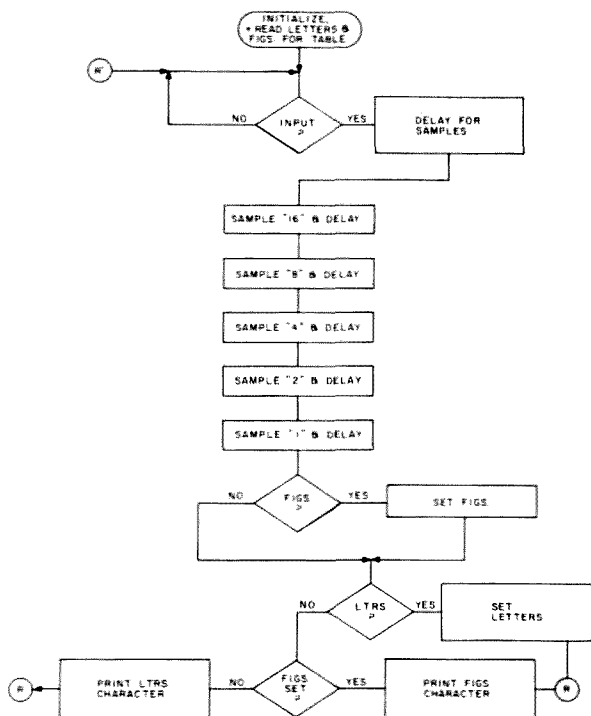 INITIALIZE,
+ READ LETTERS &
FIGS. FOR TABLE
R
NO
INPUT
?
YES
DELAY FOR
SAMPLES
SAMPLE "16" & DELAY
SAMPLE "8" & DELAY
SAMPLE "4" & DELAY
SAMPLE "2" & DELAY
SAMPLE "1" & DELAY
NO
FIGS
?
YES
SET FIGS.
NO
LTRS
?
YES
SET
LETTERS
R
PRINT LTRS
CHARACTER
NO
FIGS
SET
?
YES
PRINT FIGS
CHARACTER
R